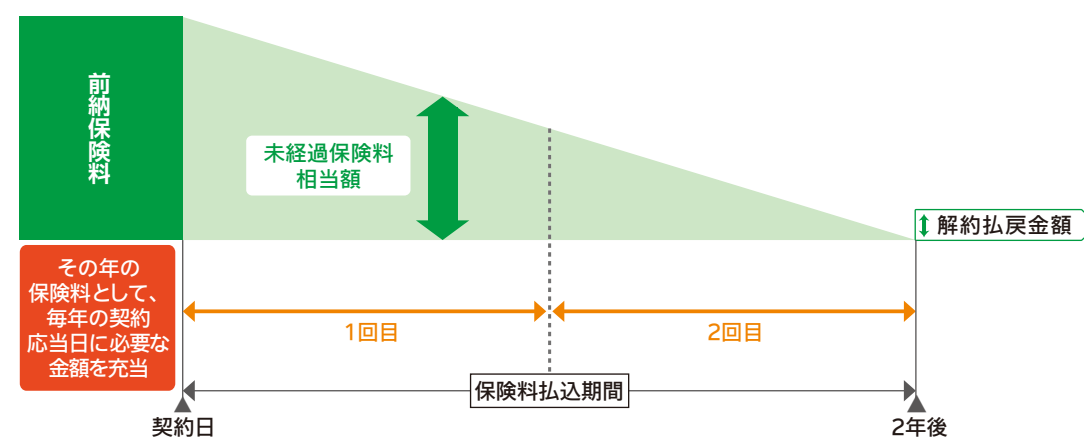 前納保険料
未経過保険料
相当額
解約払戻金額
その年の
保険料として、
毎年の契約
応当日に必要な
金額を充当
1回目
2回目
保険料払込期間
契約日
2年後